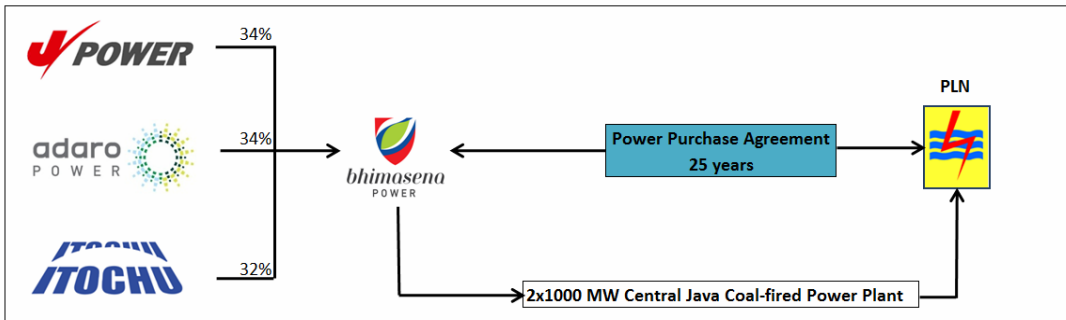 J POWER
34%
adaro
POWER
34%
ITOCHU
32%
bhimasena
POWER
Power Purchase Agreement
25 years
PLN
2x1000 MW Central Java Coal-fired Power Plant